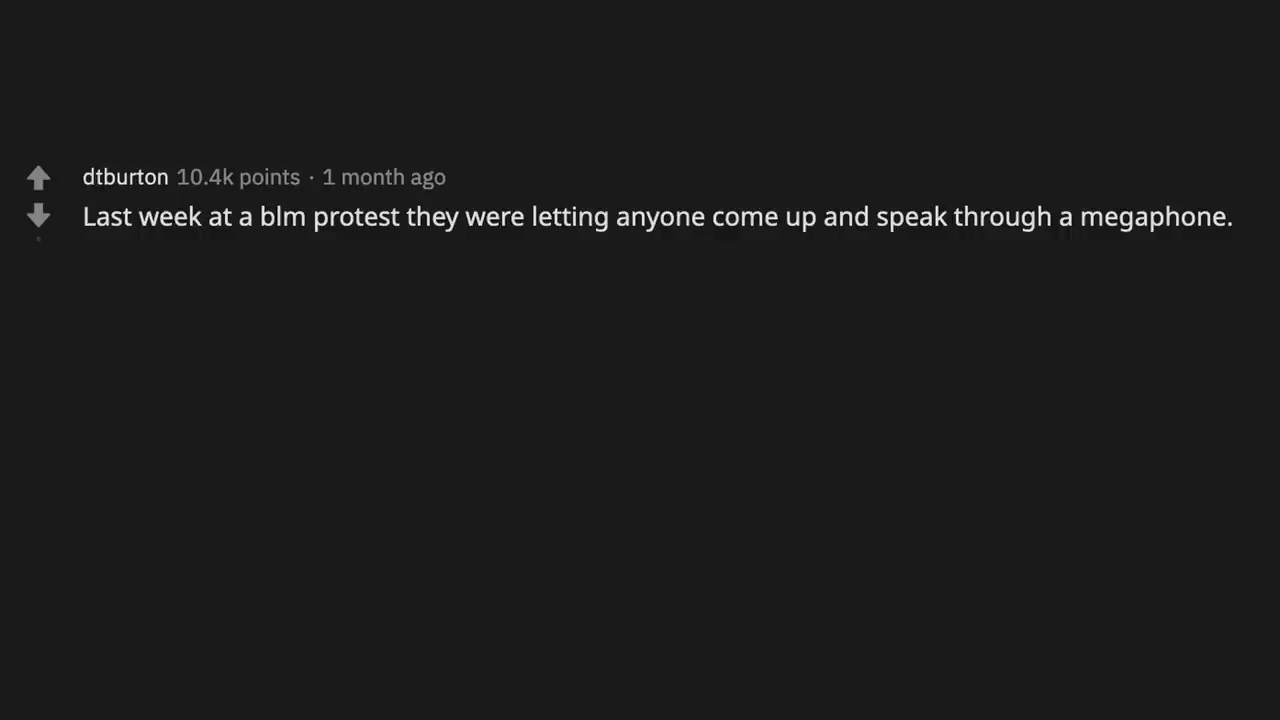 dtburton 10.4k points · 1 month ago
Last week at a blm protest they were letting anyone come up and speak through a megaphone.